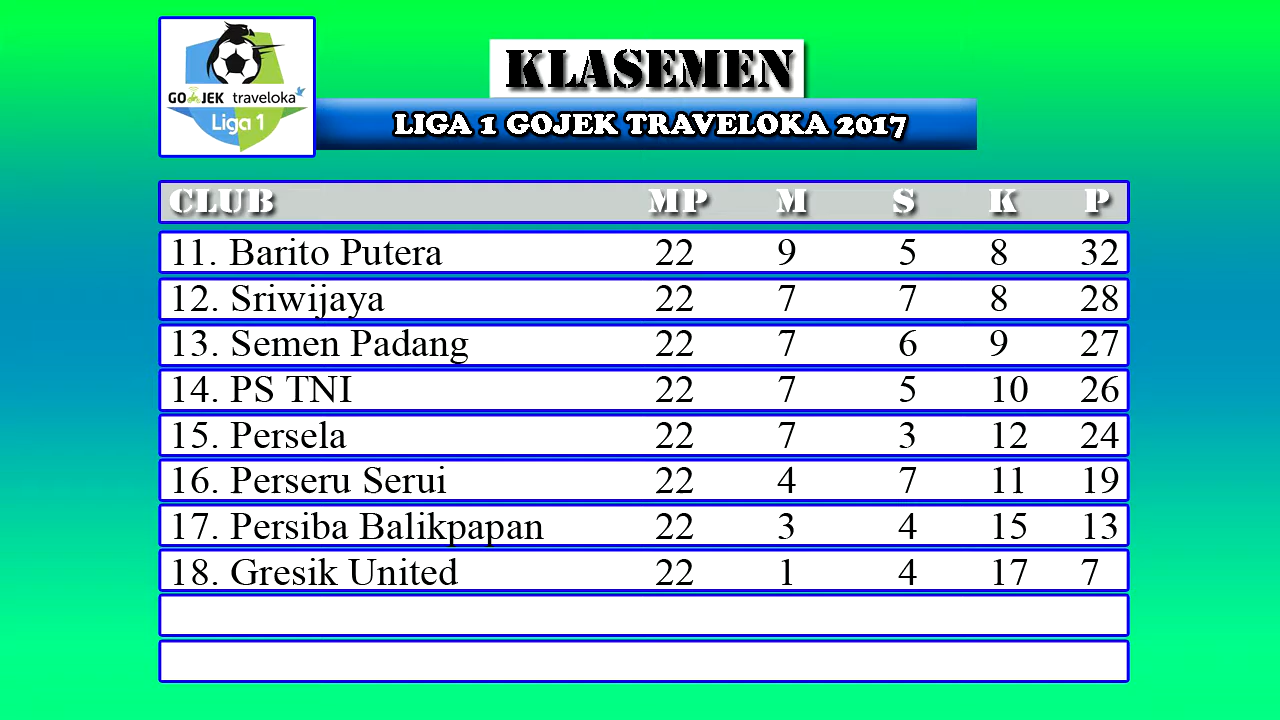 GOJEK traveloka
Liga 1
KLASEMEN
LIGA 1 GOJEK TRAVELOKA 2017
CLUB MP M S K P
11. Barito Putera 22 9 5 8 32
12. Sriwijaya 22 7 7 8 28
13. Semen Padang 22 7 6 9 27
14. PS TNI 22 7 5 10 26
15. Persela 22 7 3 12 24
16. Perseru Serui 22 4 7 11 19
17. Persiba Balikpapan 22 3 4 15 13
18. Gresik United 22 1 4 17 7